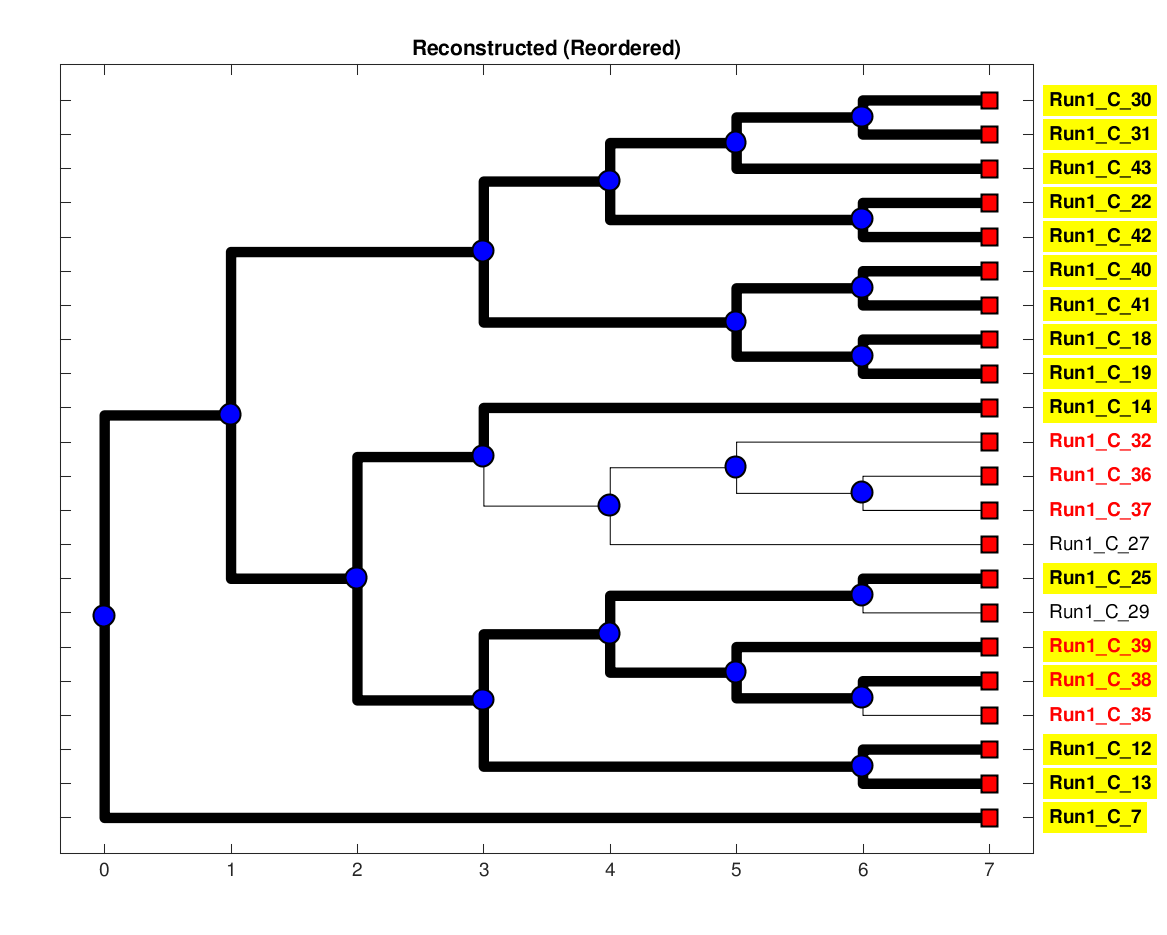 Reconstructed (Reordered)
Run1_C_30
Run1_C_31
Run1_C_43
Run1_C_22
Run1_C_42
Run1_C_40
Run1_C_41
Run1_C_18
Run1_C_19
Run1_C_14
Run1_C_32
Run1_C_36
Run1_C_37
Run1_C_27
Run1_C_25
Run1_C_29
Run1_C_39
Run1_C_38
Run1_C_35
Run1_C_12
Run1_C_13
Run1_C_7
0 1 2 3 4 5 6 7